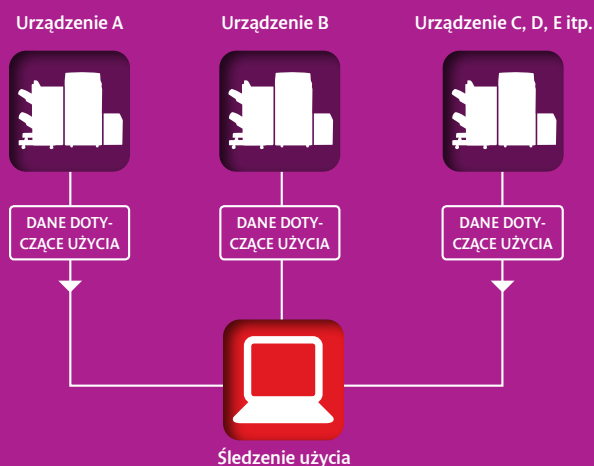 Urządzenie A
Urządzenie B
Urządzenie C, D, E itp.
DANE DOTY-
CZĄCE UŻYCIA
DANE DOTY-
CZĄCE UŻYCIA
DANE DOTY-
CZĄCE UŻYCIA
Śledzenie użycia